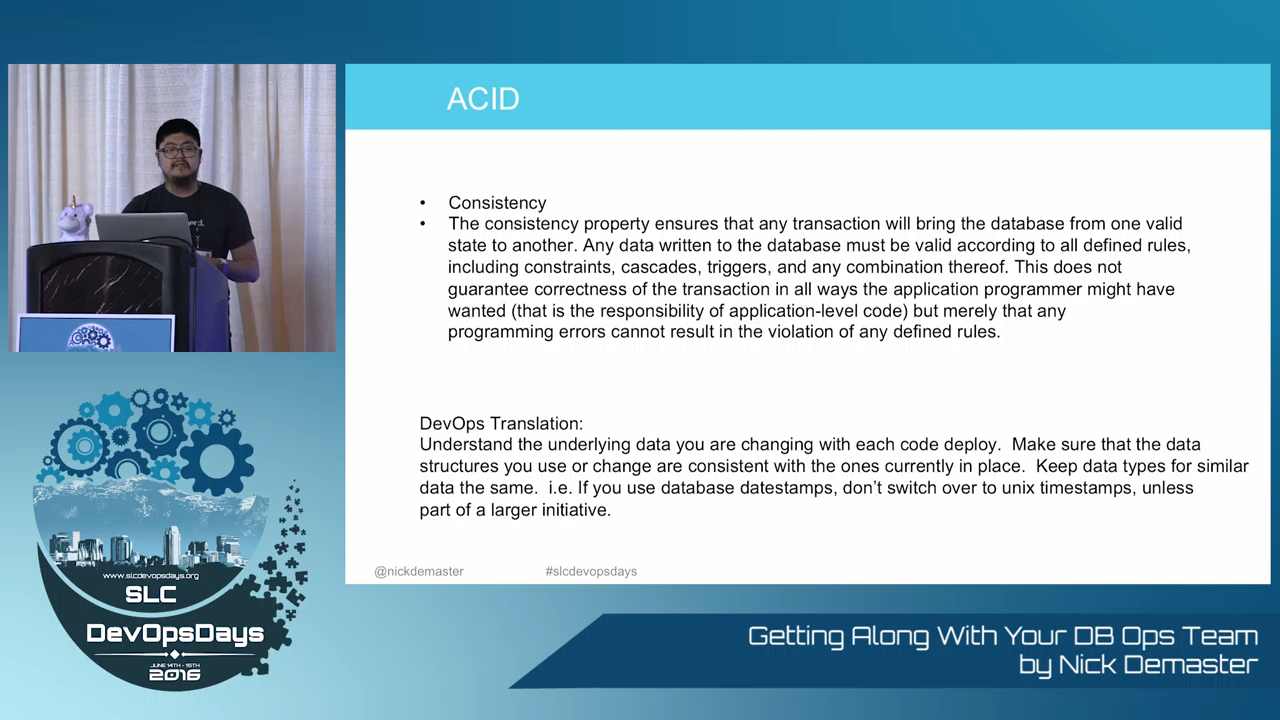 ACID
• Consistency
• The consistency property ensures that any transaction will bring the database from one valid
state to another. Any data written to the database must be valid according to all defined rules,
including constraints, cascades, triggers, and any combination thereof. This does not
guarantee correctness of the transaction in all ways the application programmer might have
wanted (that is the responsibility of application-level code) but merely that any
programming errors cannot result in the violation of any defined rules.
DevOps Translation:
Understand the underlying data you are changing with each code deploy. Make sure that the data
structures you use or change are consistent with the ones currently in place. Keep data types for similar
data the same. i.e. If you use database datestamps, don't switch over to unix timestamps, unless
part of a larger initiative.
@nickdemaster #slcdevopsdays
www.slcdevopsdays.org
SLC
DevOpsDays
JUNE 14TH - 15TH
2016
Getting Along With Your DB Ops Team
by Nick Demaster